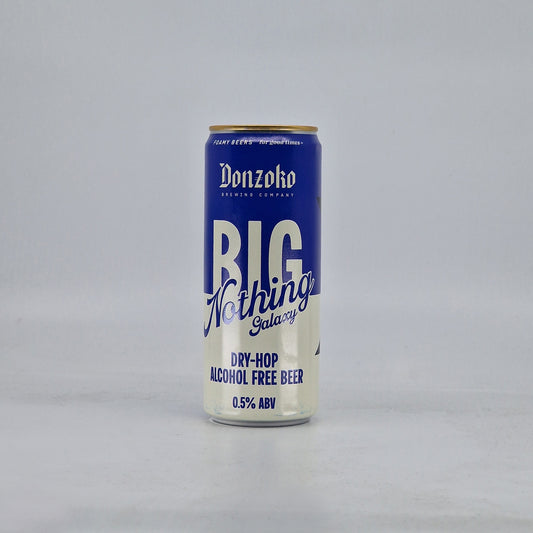 FOAMY BEERS for good times
Donzoko
BREWING COMPANY
BIG
Nothing
Galaxy
DRY-HOP
ALCOHOL FREE BEER
0.5% ABV